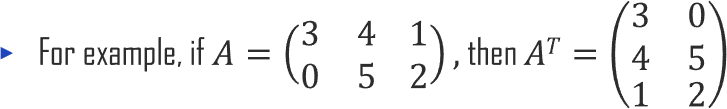 ▸ For example, if A = (3 4 1
0 5 2), then Aᵀ = (3 0
4 5
1 2)